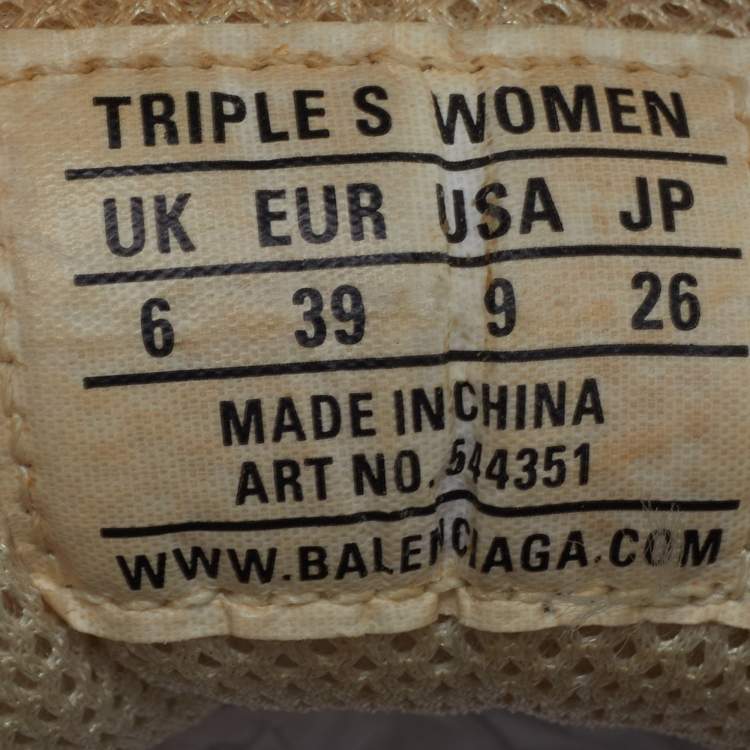 TRIPLE S WOMEN
UK EUR USA JP
6 39 9 26
MADE IN CHINA
ART NO. 544351
WWW.BALENCIAGA.COM